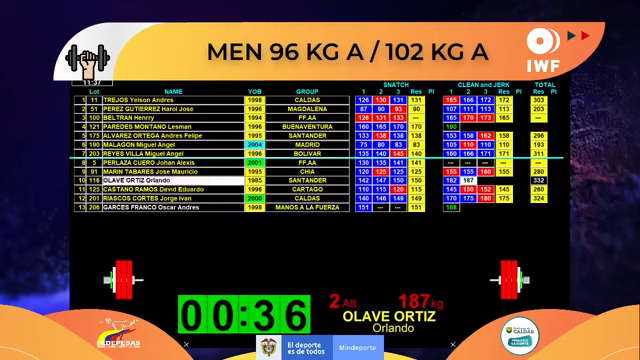 MEN 96 KG A / 102 KG A
IWF
SNATCH CLEAN and JERK TOTAL
Lot NAME YOB GROUP 1 2 3 Res Pl 1 2 3 Res Pl Res Pl
1 11 TREJOS Yeison Andres 1998 CALDAS 126 130 131 131 165 166 172 172 303
2 51 PEREZ GUTIERREZ Harol Jose 1996 MAGDALENA 87 90 93 90 107 111 113 113 203
3 100 BELTRAN Henrry 1994 FF.AA 126 131 133 --- 165 170 173 165 ---
4 121 PAREDES MONTANO Lesman 1996 BUENAVENTURA 160 165 170 170 190
5 175 ALVAREZ ORTEGA Andres Felipe 1995 SANTANDER 133 138 138 138 153 158 162 158 296
6 190 MALAGON Miguel Angel 2004 MADRID 75 80 83 83 105 110 110 110 193
7 203 REYES VILLA Miguel Angel 1996 BOLIVAR 135 140 145 140 160 166 171 171 311
8 5 PERLAZA CUERO Johan Alexis 2001 FF.AA 130 135 141
9 5 MARIN TABARES Jose Mauricio 1995 CHIA 120 125 125 125 155 155 160 155 280
10 118 OLAVE ORTIZ Orlando 1985 SANTANDER 142 147 150 150 182 187 332
11 125 CASTANO RAMOS David Eduardo 1996 CARTAGO 110 115 120 115 145 150 152 145 260
12 201 RIASCOS CORTES Jorge Ivan 2000 CALDAS 140 146 149 149 170 175 180 175 324
13 206 GARCES FRANCO Oscar Andres 1998 MANOS A LA FUERZA 151 --- --- 151 188
00:36
2 Att. 187kg
OLAVE ORTIZ
Orlando
FEDEPESAS
El deporte
es de todos
Mindeporte
CALDAS